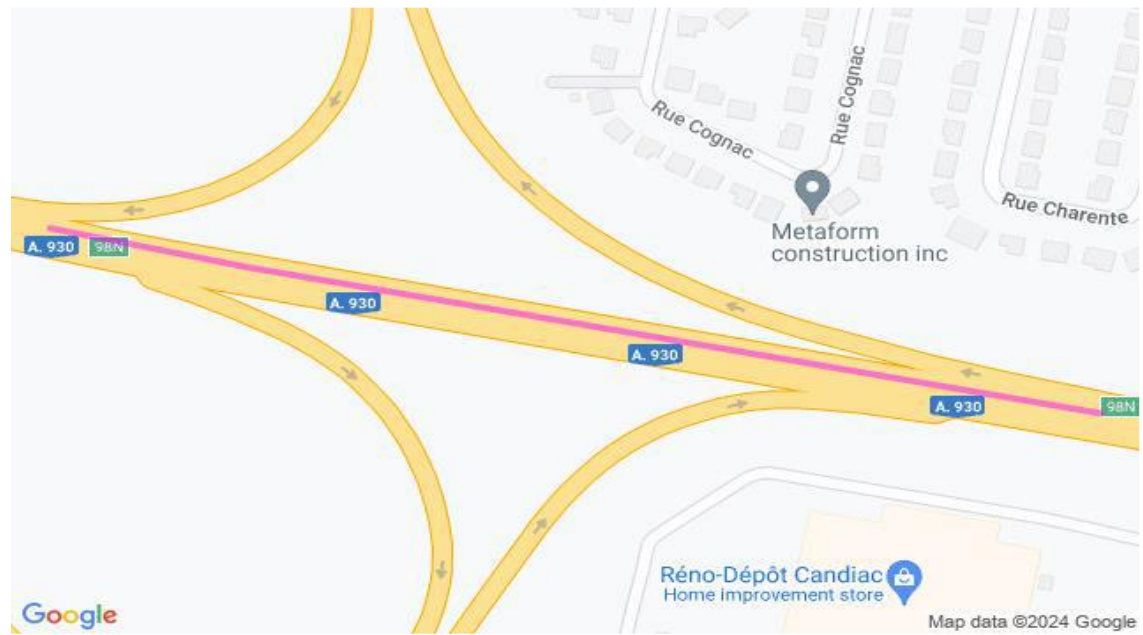 Rue Cognac
Rue Cognac
Rue Charente
Metaform
construction inc
A. 930
98N
A. 930
A. 930
A. 930
98N
Réno-Dépôt Candiac
Home improvement store
Google
Map data ©2024 Google